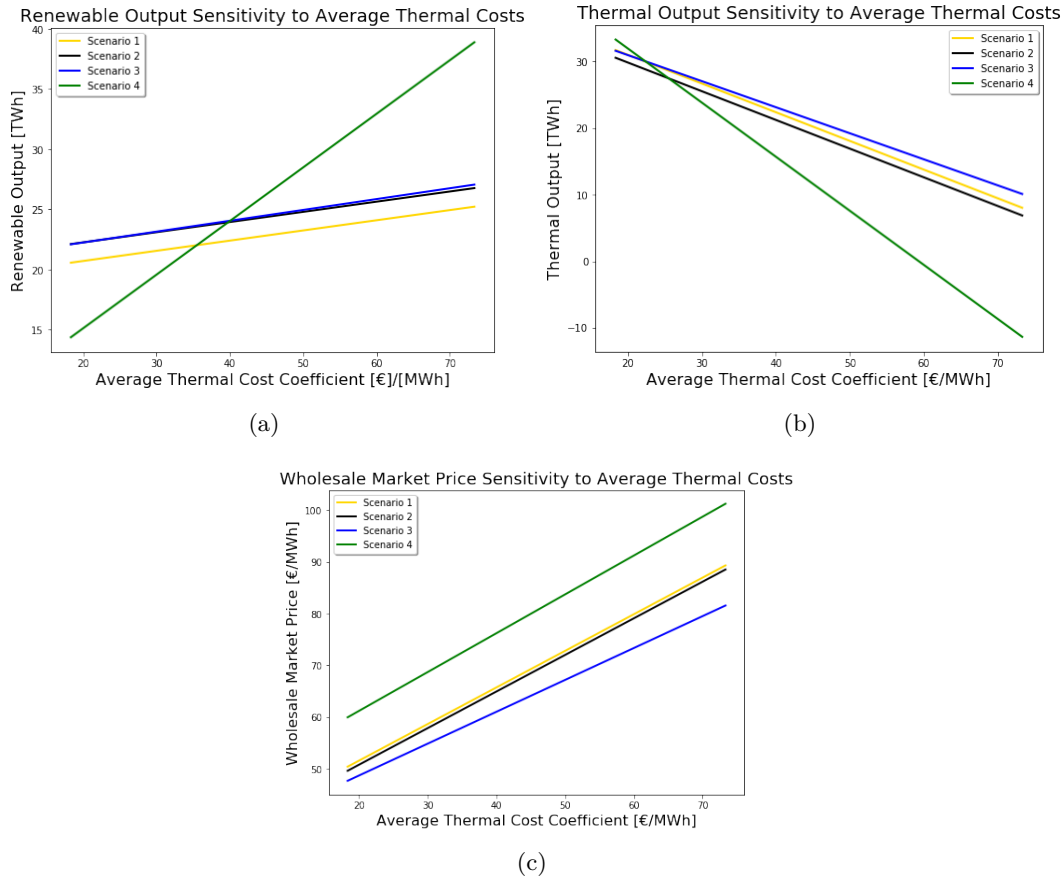 Renewable Output Sensitivity to Average Thermal Costs
Scenario 1
Scenario 2
Scenario 3
Scenario 4
Renewable Output [TWh]
40
35
30
25
20
15
20 30 40 50 60 70
Average Thermal Cost Coefficient [€]/[MWh]
(a)
Thermal Output Sensitivity to Average Thermal Costs
Scenario 1
Scenario 2
Scenario 3
Scenario 4
Thermal Output [TWh]
30
20
10
0
−10
20 30 40 50 60 70
Average Thermal Cost Coefficient [€/MWh]
(b)
Wholesale Market Price Sensitivity to Average Thermal Costs
Scenario 1
Scenario 2
Scenario 3
Scenario 4
Wholesale Market Price [€/MWh]
100
90
80
70
60
50
20 30 40 50 60 70
Average Thermal Cost Coefficient [€/MWh]
(c)